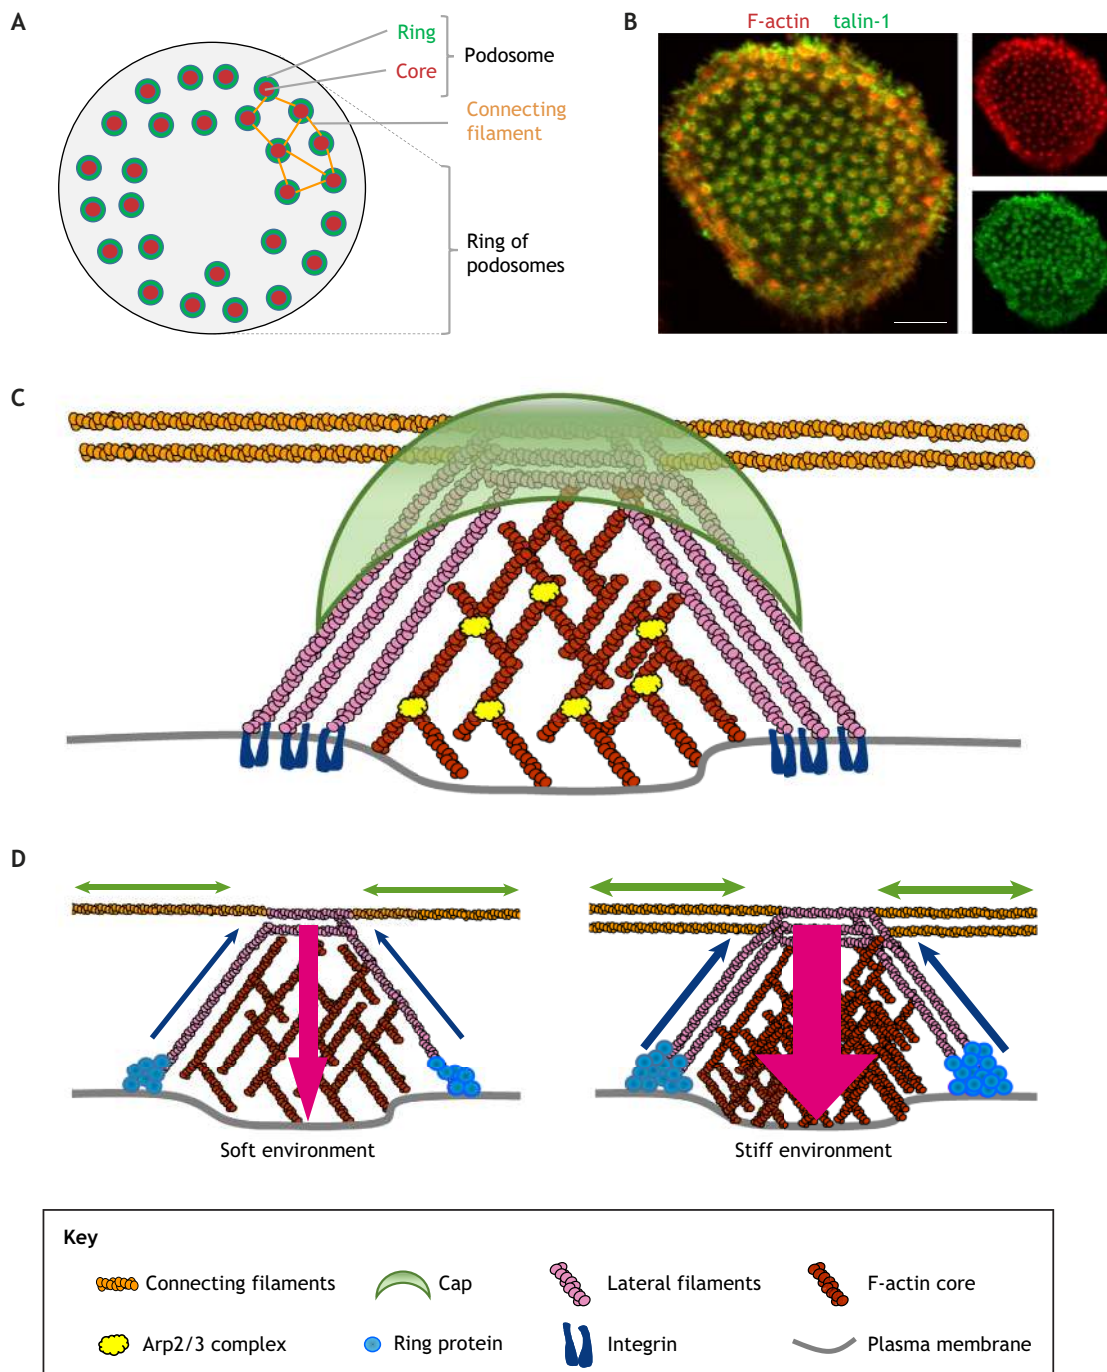 A
Ring
Core
Podosome
Connecting
filament
Ring of
podosomes
B
F-actin talin-1
C
D
Soft environment
Stiff environment
Key
Connecting filaments
Cap
Lateral filaments
F-actin core
Arp2/3 complex
Ring protein
Integrin
Plasma membrane